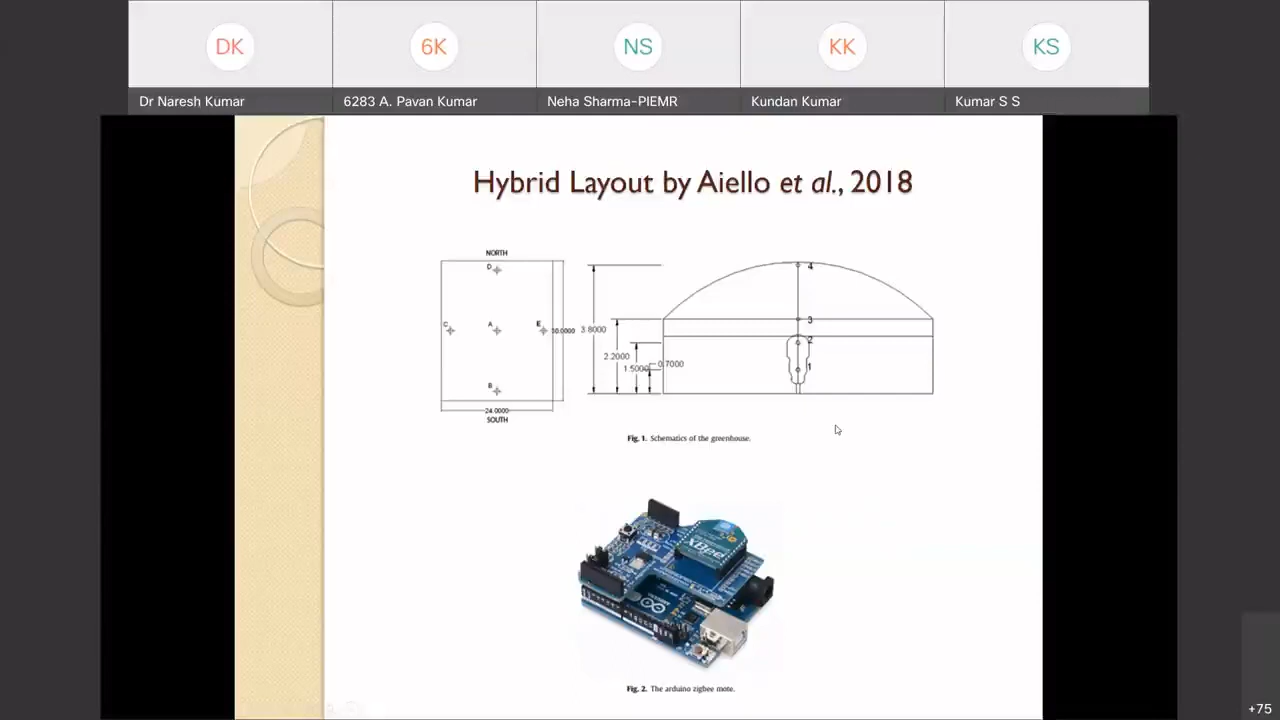 DK
6K
NS
KK
KS
Dr Naresh Kumar
6283 A. Pavan Kumar
Neha Sharma-PIEMR
Kundan Kumar
Kumar S S
Hybrid Layout by Aiello et al., 2018
NORTH
D
C
A
E
B
30.0000
24.0000
SOUTH
3.8000
2.2000
1.5000
0.7000
4
3
2
1
Fig. 1. Schematics of the greenhouse.
XBee
Fig. 2. The arduino zigbee mote.
+75